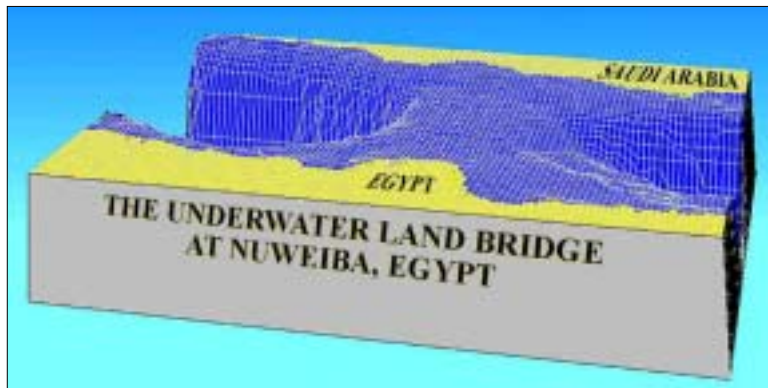 SAUDI ARABIA
EGYPT
THE UNDERWATER LAND BRIDGE
AT NUWEIBA, EGYPT